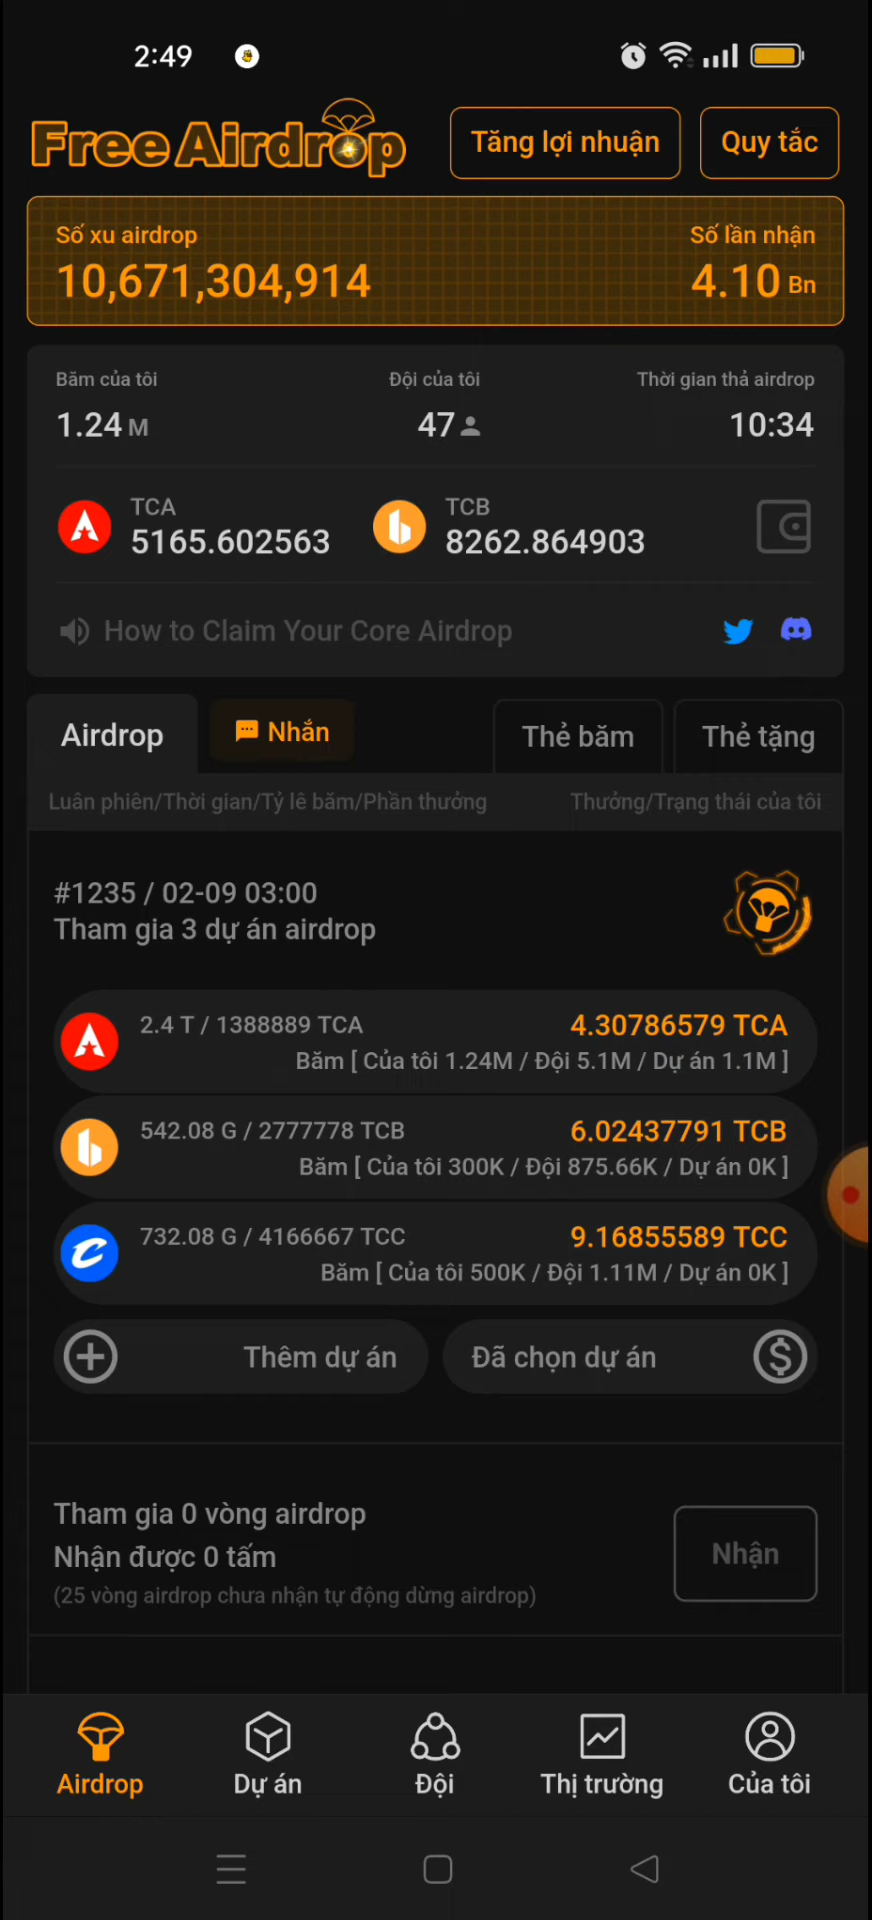 2:49
Free Airdrop
Tăng lợi nhuận
Quy tắc
Số xu airdrop
Số lần nhận
10,671,304,914
4.10 Bn
Băm của tôi
Đội của tôi
Thời gian thả airdrop
1.24 M
47
10:34
TCA
5165.602563
TCB
8262.864903
How to Claim Your Core Airdrop
Airdrop
Nhắn
Thẻ băm
Thẻ tặng
Luân phiên/Thời gian/Tỷ lê băm/Phần thưởng
Thưởng/Trạng thái của tôi
#1235 / 02-09 03:00
Tham gia 3 dự án airdrop
2.4 T / 1388889 TCA
4.30786579 TCA
Băm [ Của tôi 1.24M / Đội 5.1M / Dự án 1.1M ]
542.08 G / 2777778 TCB
6.02437791 TCB
Băm [ Của tôi 300K / Đội 875.66K / Dự án 0K ]
732.08 G / 4166667 TCC
9.16855589 TCC
Băm [ Của tôi 500K / Đội 1.11M / Dự án 0K ]
Thêm dự án
Đã chọn dự án
Tham gia 0 vòng airdrop
Nhận được 0 tấm
Nhận
(25 vòng airdrop chưa nhận tự động dừng airdrop)
Airdrop
Dự án
Đội
Thị trường
Của tôi